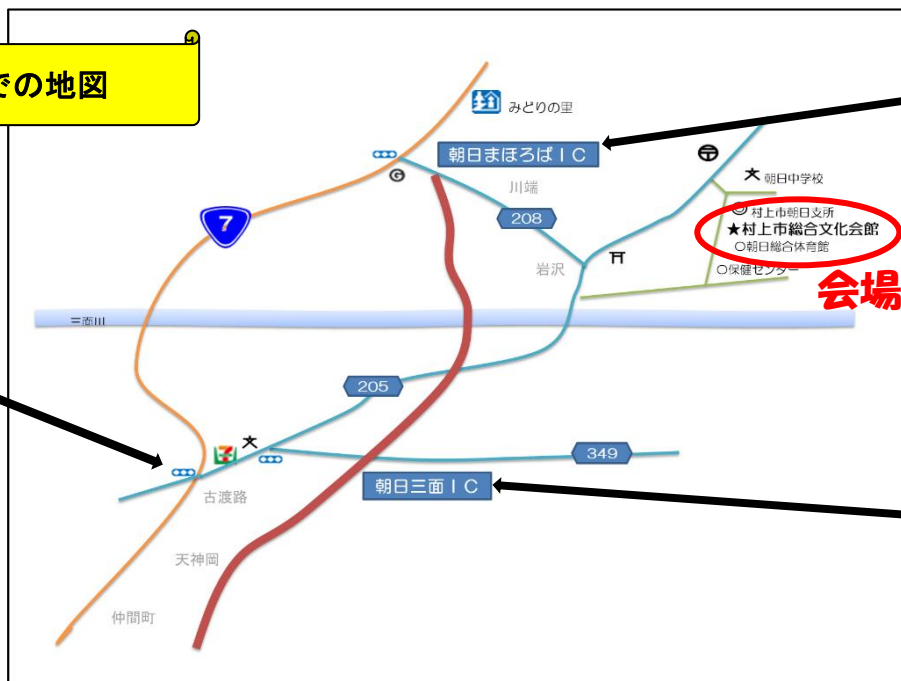 での地図
みどりの里
朝日まほろばIC
G
川端
7
208
朝日中学校
村上市朝日支所
★村上市総合文化会館
○朝日総合体育館
○保健センター
会場
岩沢
三面川
205
7
349
古渡路
朝日三面IC
天神岡
仲間町